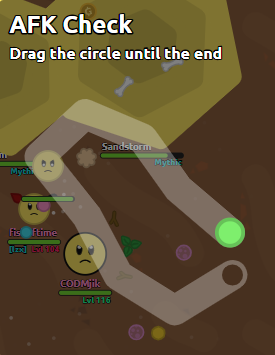 AFK Check
Drag the circle until the end
Sandstorm
Mythic
CODMjik
Lvl 116